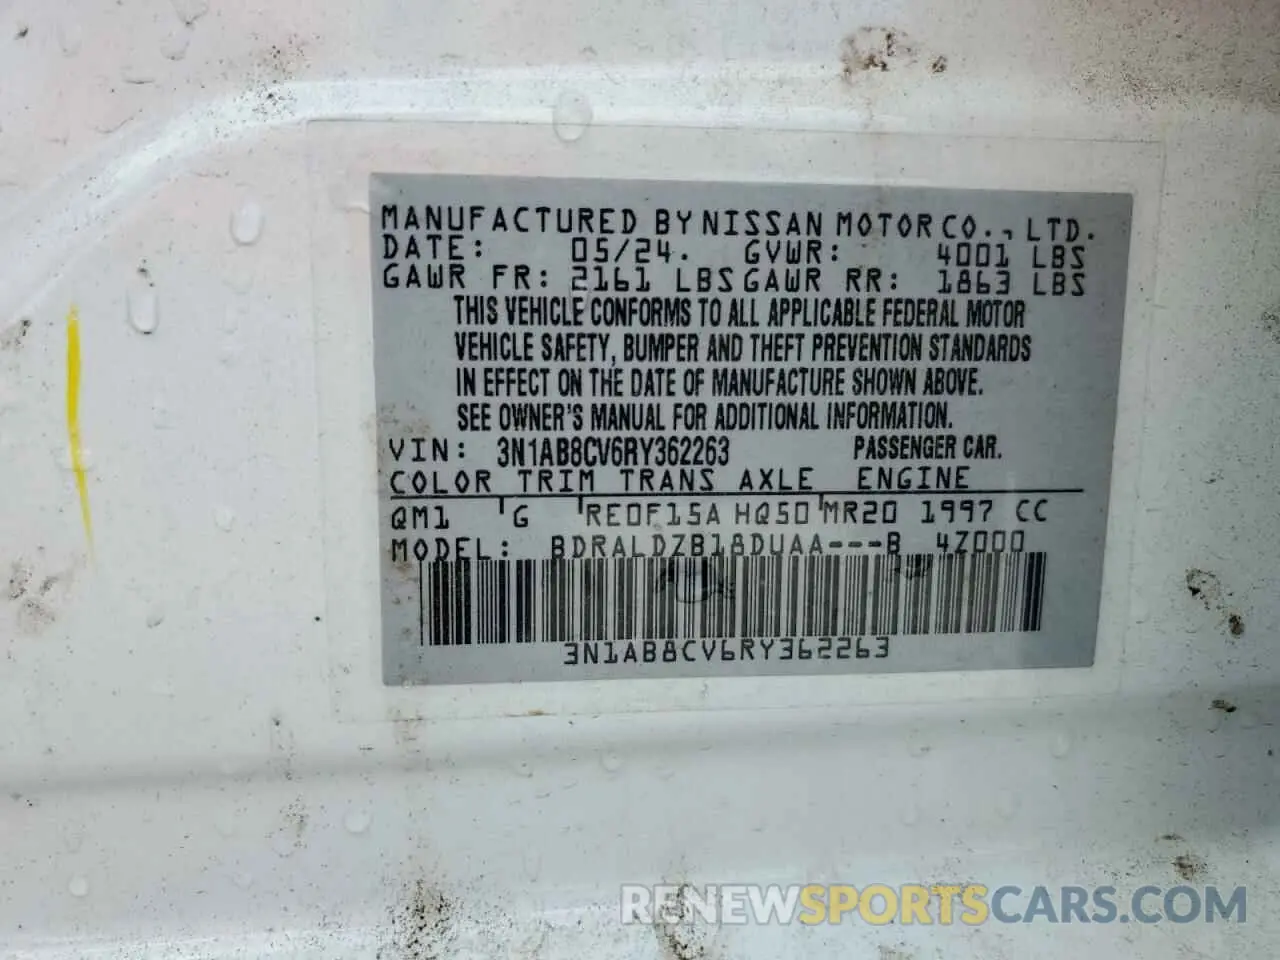 MANUFACTURED BY NISSAN MOTOR CO., LTD.
DATE: 05/24. GVWR: 4001 LBS
GAWR FR: 2161 LBS GAWR RR: 1863 LBS
THIS VEHICLE CONFORMS TO ALL APPLICABLE FEDERAL MOTOR
VEHICLE SAFETY, BUMPER AND THEFT PREVENTION STANDARDS
IN EFFECT ON THE DATE OF MANUFACTURE SHOWN ABOVE.
SEE OWNER'S MANUAL FOR ADDITIONAL INFORMATION.
VIN: 3N1AB8CV6RY362263 PASSENGER CAR.
COLOR TRIM TRANS AXLE ENGINE
QM1 G RE0F15A HQ50 MR20 1997 CC
MODEL: BDRALDZB18DUAA---B 4Z000
3N1AB8CV6RY362263
RENEWSPORTSCARS.COM